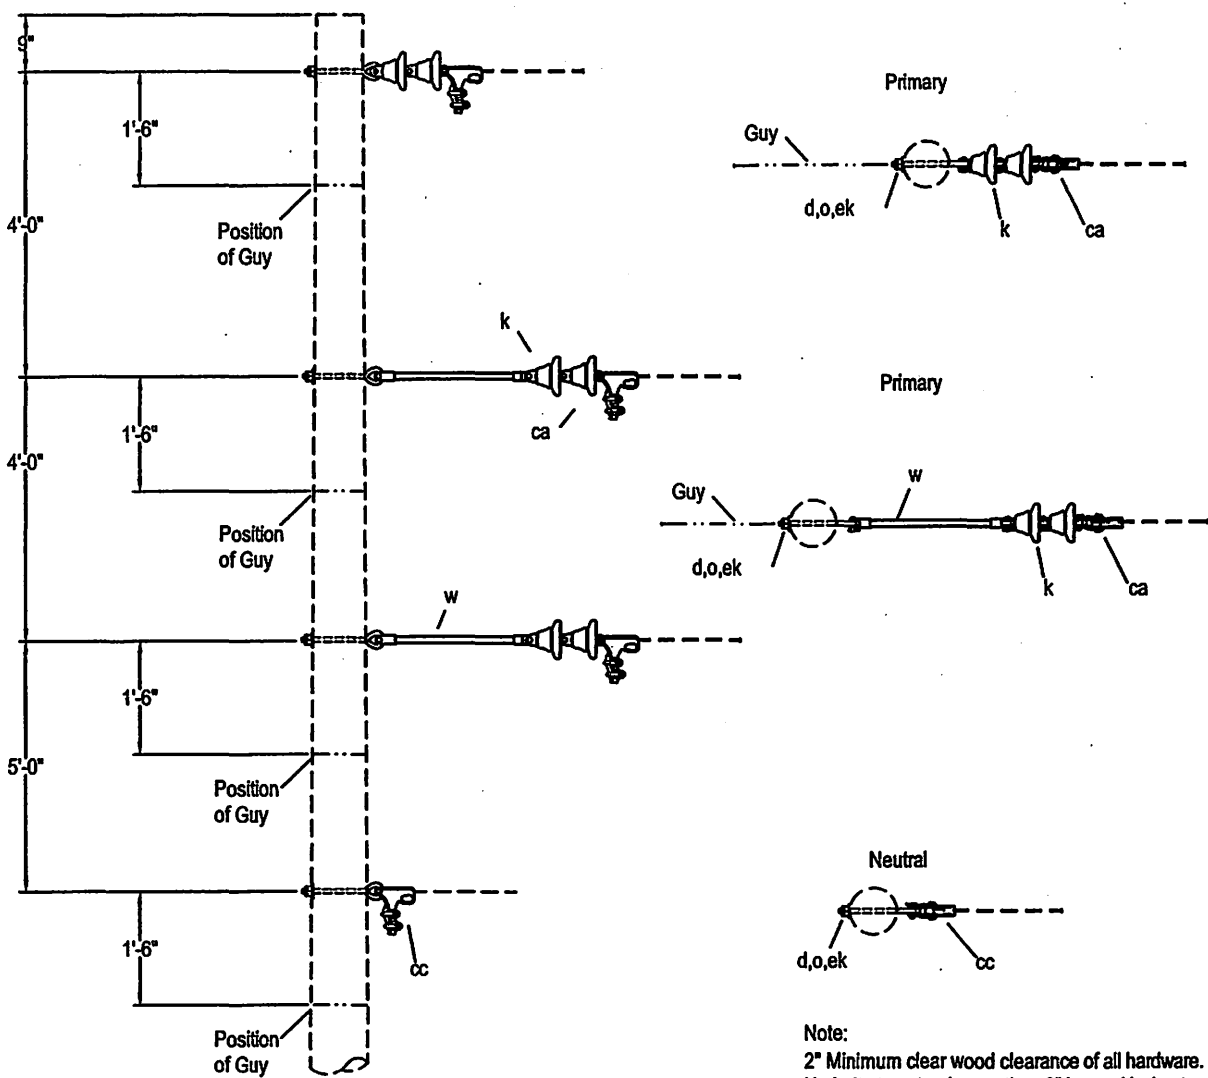 9"
1'-6"
4'-0"
Position
of Guy
k
ca
1'-6"
4'-0"
Position
of Guy
w
1'-6"
5'-0"
Position
of Guy
cc
1'-6"
Position
of Guy
Primary
Guy
d,o,ek
k
ca
Primary
Guy
w
d,o,ek
k
ca
Neutral
d,o,ek
cc
Note:
2" Minimum clear wood clearance of all hardware.